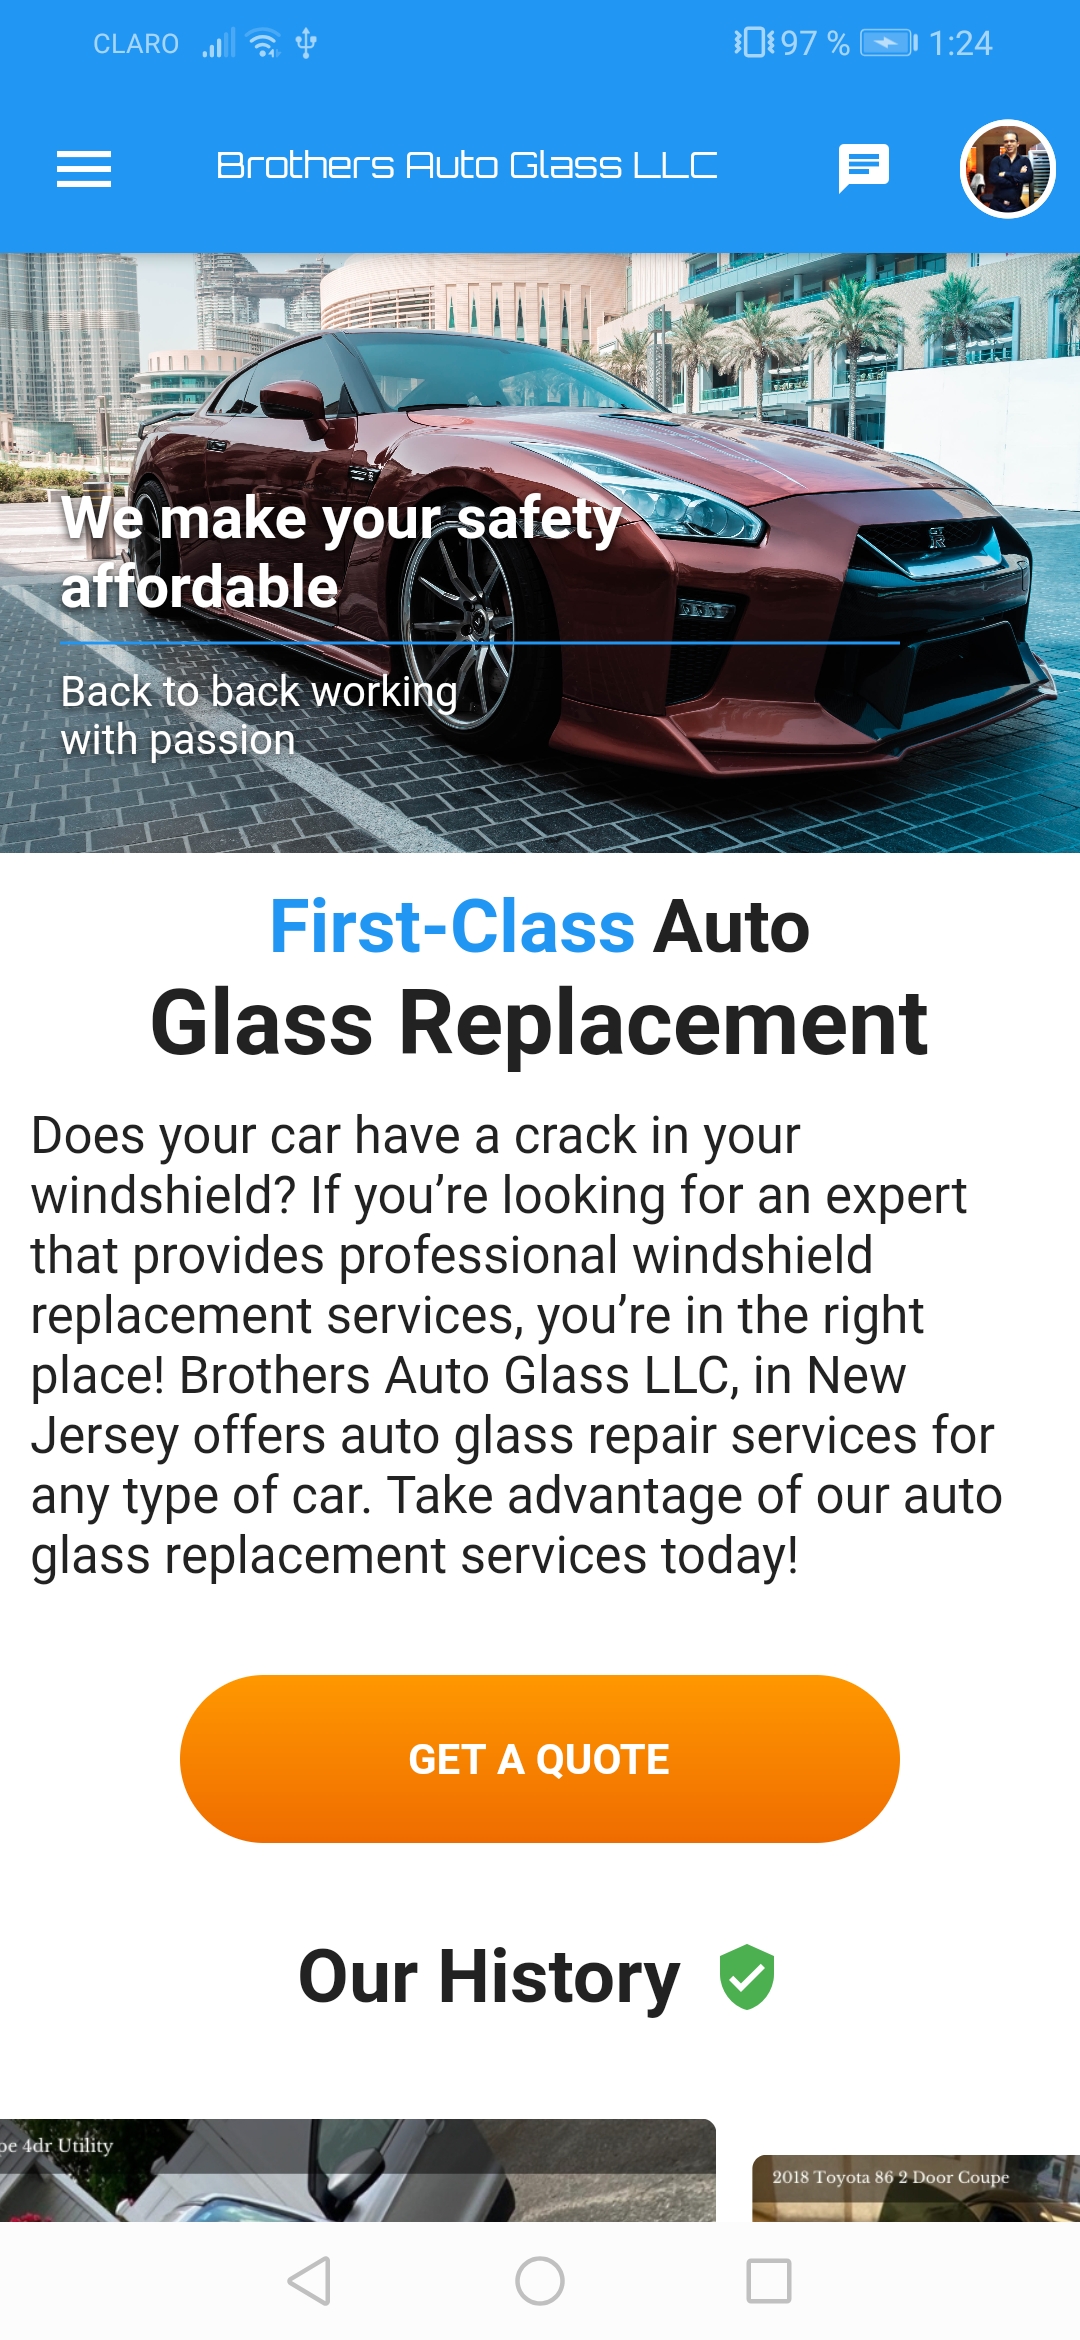 CLARO 97 % 1:24
Brothers Auto Glass LLC
We make your safety
affordable
Back to back working
with passion
First-Class Auto
Glass Replacement
Does your car have a crack in your
windshield? If you’re looking for an expert
that provides professional windshield
replacement services, you’re in the right
place! Brothers Auto Glass LLC, in New
Jersey offers auto glass repair services for
any type of car. Take advantage of our auto
glass replacement services today!
GET A QUOTE
Our History
4dr Utility
2018 Toyota 86 2 Door Coupe